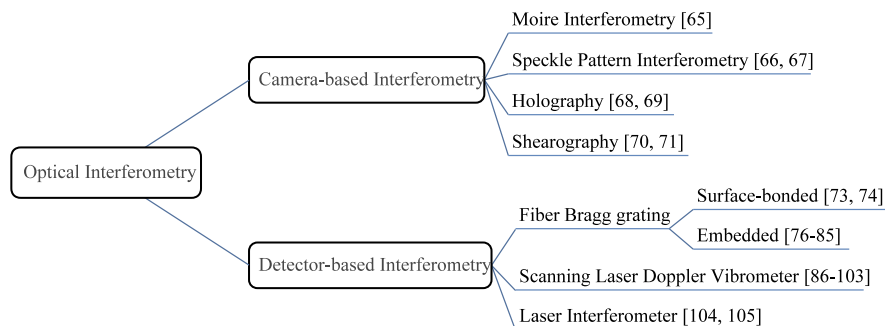 Optical Interferometry
Camera-based Interferometry
Moire Interferometry [65]
Speckle Pattern Interferometry [66, 67]
Holography [68, 69]
Shearography [70, 71]
Detector-based Interferometry
Fiber Bragg grating
Surface-bonded [73, 74]
Embedded [76-85]
Scanning Laser Doppler Vibrometer [86-103]
Laser Interferometer [104, 105]